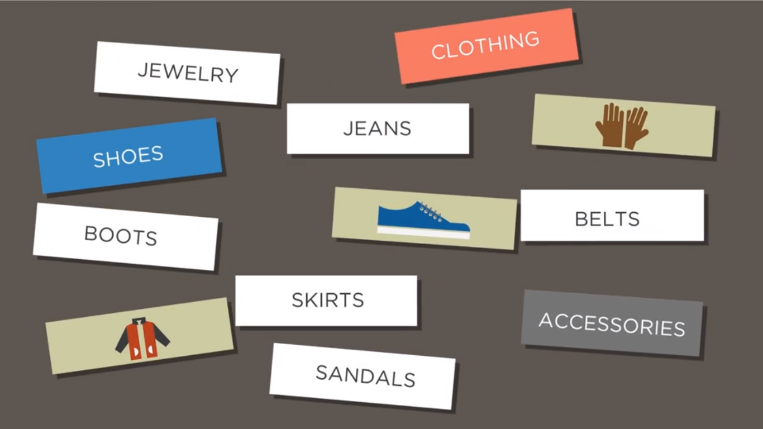 CLOTHING
JEWELRY
JEANS
SHOES
BELTS
BOOTS
SKIRTS
ACCESSORIES
SANDALS